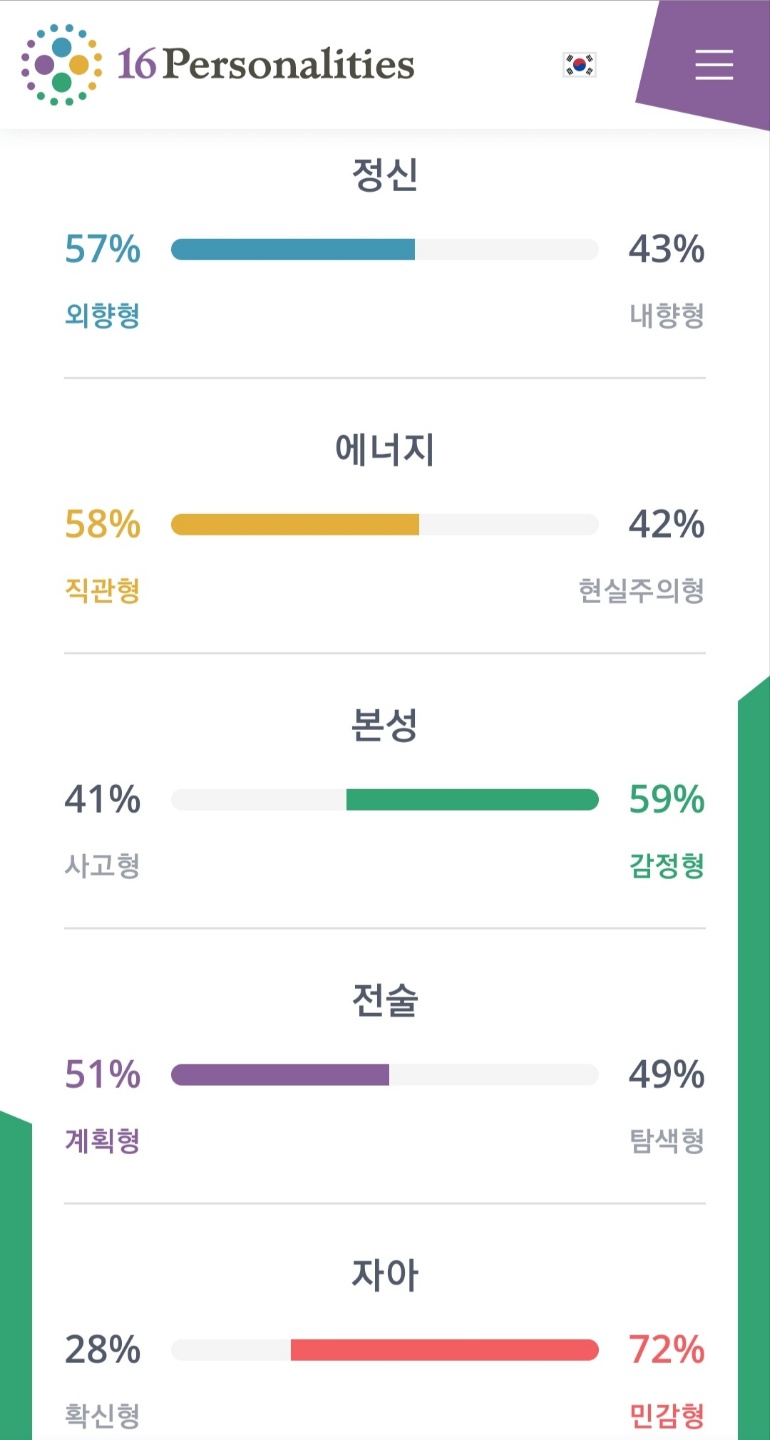 16Personalities
정신
57% 43%
외향형 내향형
에너지
58% 42%
직관형 현실주의형
본성
41% 59%
사고형 감정형
전술
51% 49%
계획형 탐색형
자아
28% 72%
확신형 민감형